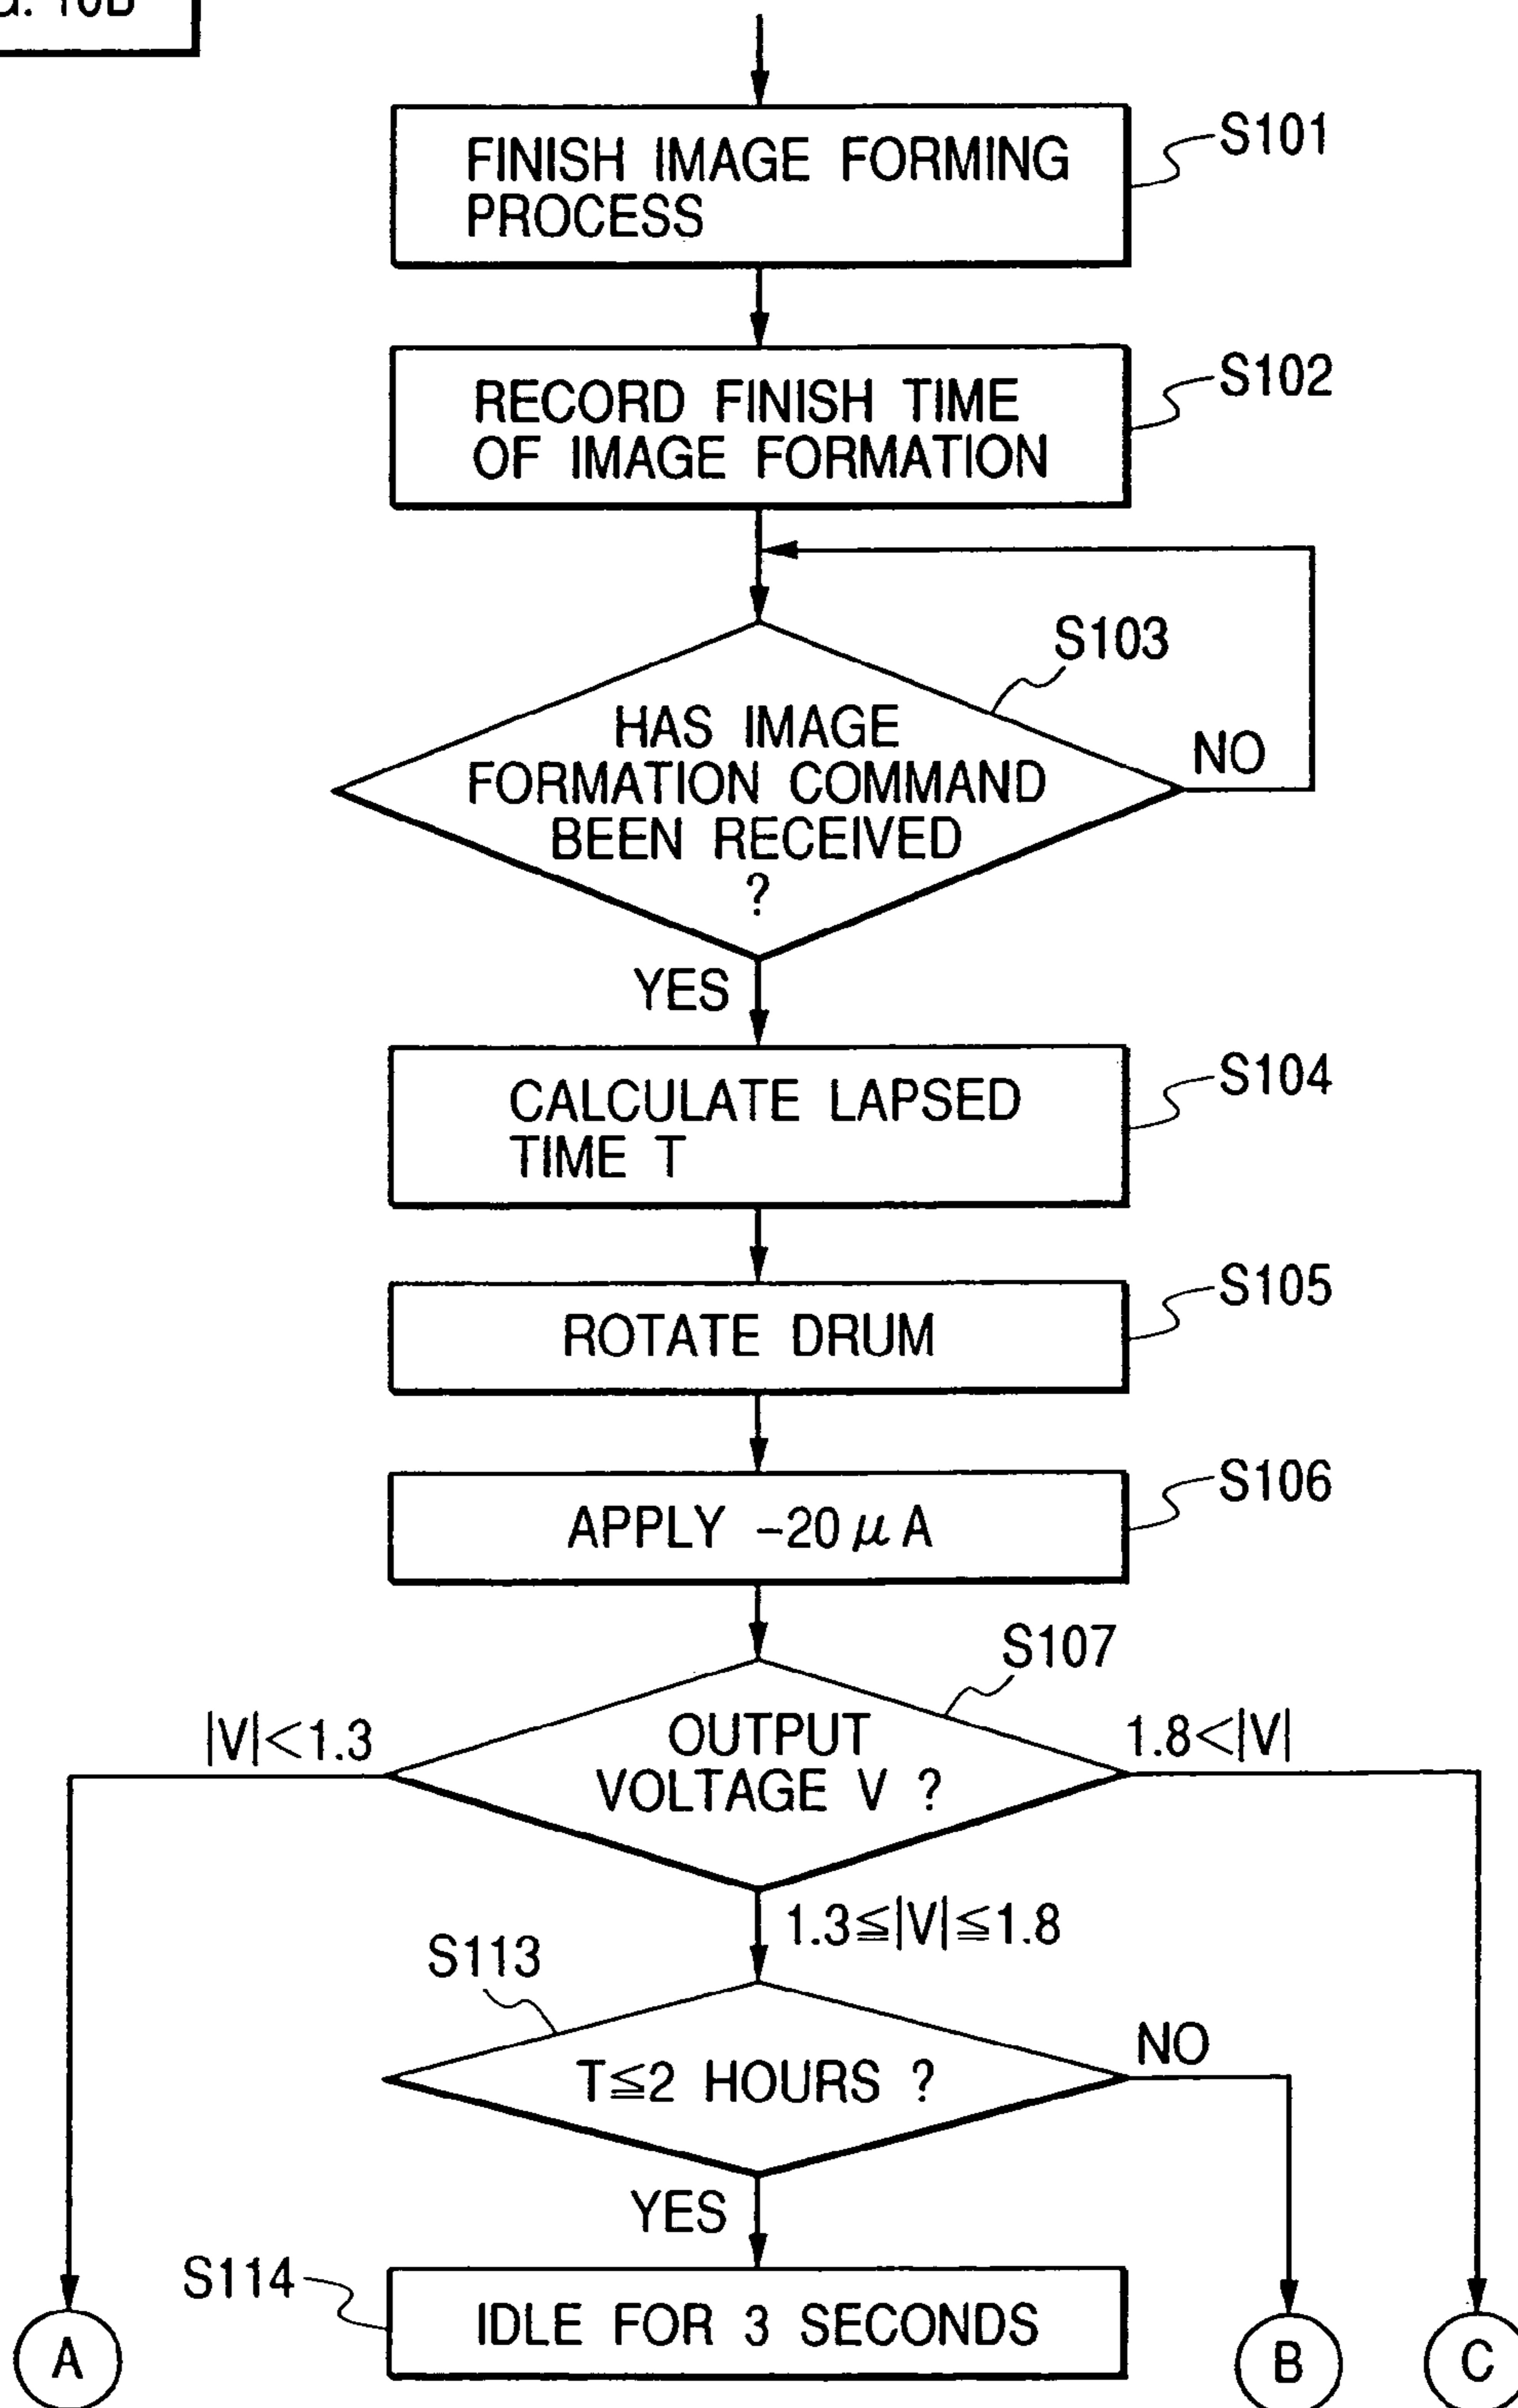 G. 10B
FINISH IMAGE FORMING
PROCESS
S101
RECORD FINISH TIME
OF IMAGE FORMATION
S102
S103
HAS IMAGE
FORMATION COMMAND
BEEN RECEIVED
?
NO
YES
CALCULATE LAPSED
TIME T
S104
ROTATE DRUM
S105
APPLY -20 μ A
S106
S107
|V|<1.3
OUTPUT
VOLTAGE V ?
1.8<|V|
1.3≦|V|≦1.8
S113
T≦2 HOURS ?
NO
YES
S114
IDLE FOR 3 SECONDS
A
B
C